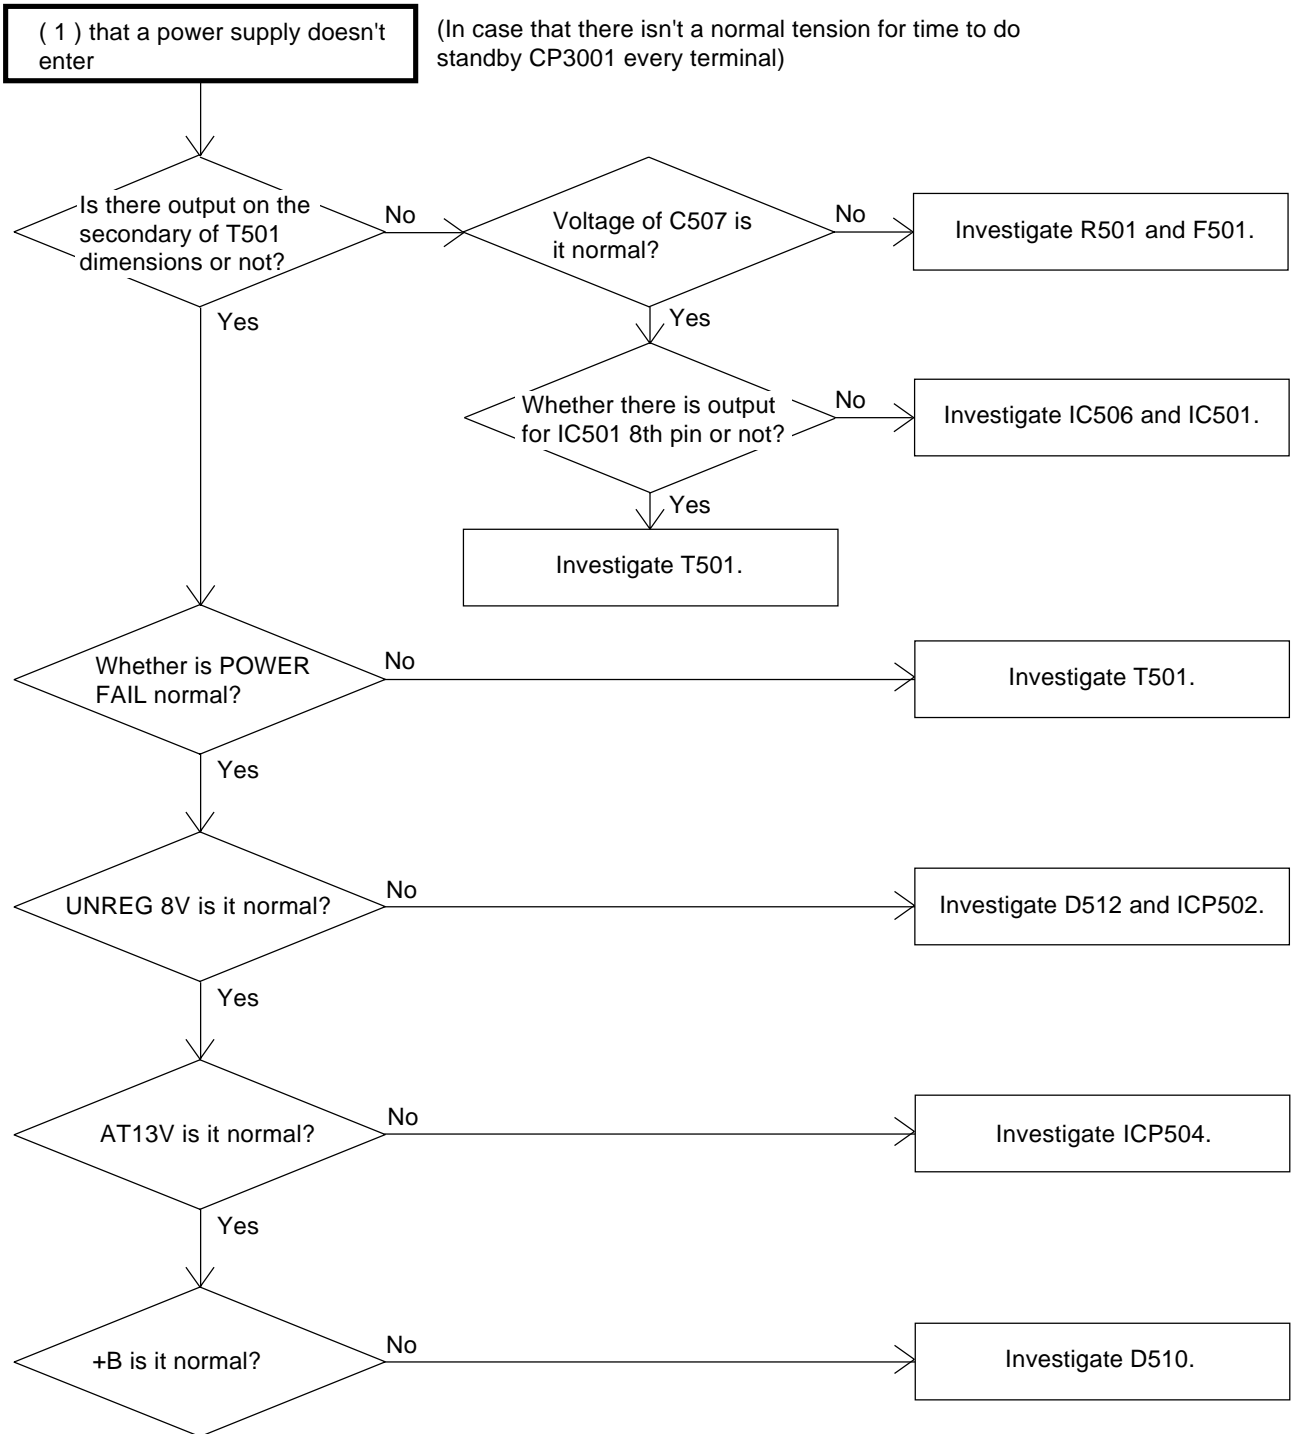 ( 1 ) that a power supply doesn't
enter
(In case that there isn't a normal tension for time to do
standby CP3001 every terminal)
Is there output on the
secondary of T501
dimensions or not?
No
Voltage of C507 is
it normal?
No
Investigate R501 and F501.
Yes
Yes
Whether there is output
for IC501 8th pin or not?
No
Investigate IC506 and IC501.
Yes
Investigate T501.
Whether is POWER
FAIL normal?
No
Investigate T501.
Yes
UNREG 8V is it normal?
No
Investigate D512 and ICP502.
Yes
AT13V is it normal?
No
Investigate ICP504.
Yes
+B is it normal?
No
Investigate D510.